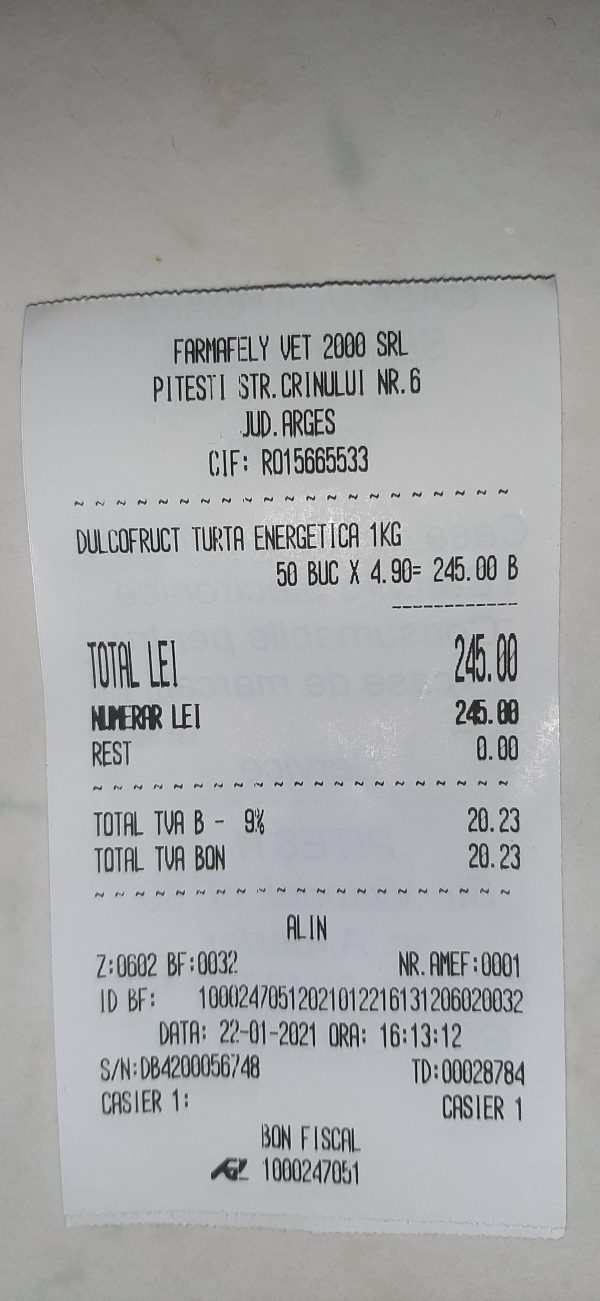 FARMAFELY VET 2000 SRL
PITESTI STR.CRINULUI NR.6
JUD.ARGES
CIF: RO15665533
DULCOFRUCT TURTA ENERGETICA 1KG
50 BUC X 4.90= 245.00 B
TOTAL LEI 245.00
NUMERAR LEI 245.00
REST 0.00
TOTAL TVA B - 9% 20.23
TOTAL TVA BON 20.23
ALIN
Z:0602 BF:0032 NR.AMEF:0001
ID BF: 10002470512021012216131206020032
DATA: 22-01-2021 ORA: 16:13:12
S/N:DB4200056748 TD:00028784
CASIER 1: CASIER 1
BON FISCAL
1000247051